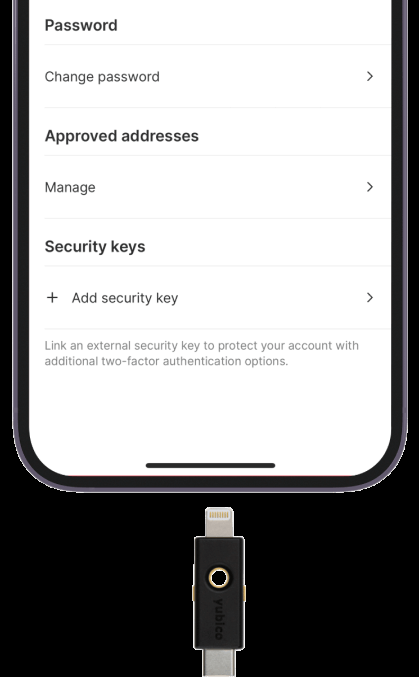 Password
Change password
Approved addresses
Manage
Security keys
+ Add security key
Link an external security key to protect your account with
additional two-factor authentication options.
yubico